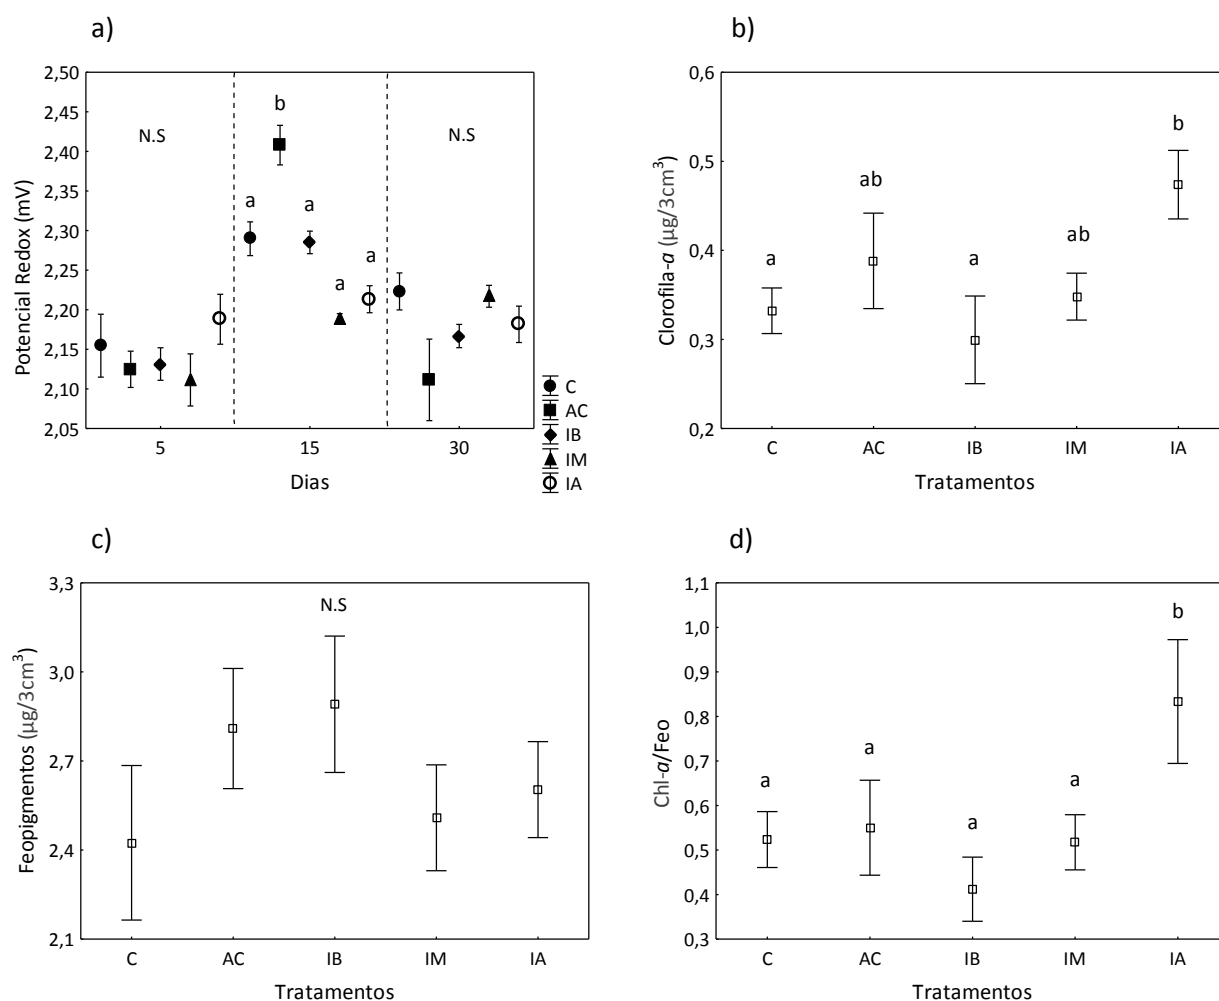 a)
2,50
2,45
2,40
2,35
2,30
2,25
2,20
2,15
2,10
2,05
Potencial Redox (mV)
N.S
a
b
a
a
a
N.S
5
15
30
Dias
C
AC
IB
IM
IA
b)
0,6
0,5
0,4
0,3
0,2
Clorofila-a (µg/3cm³)
a
ab
a
ab
b
C
AC
IB
IM
IA
Tratamentos
c)
3,3
3,0
2,7
2,4
2,1
Feopigmentos (µg/3cm³)
N.S
C
AC
IB
IM
IA
Tratamentos
d)
1,1
1,0
0,9
0,8
0,7
0,6
0,5
0,4
0,3
Chl-a/Feo
a
a
a
a
b
C
AC
IB
IM
IA
Tratamentos